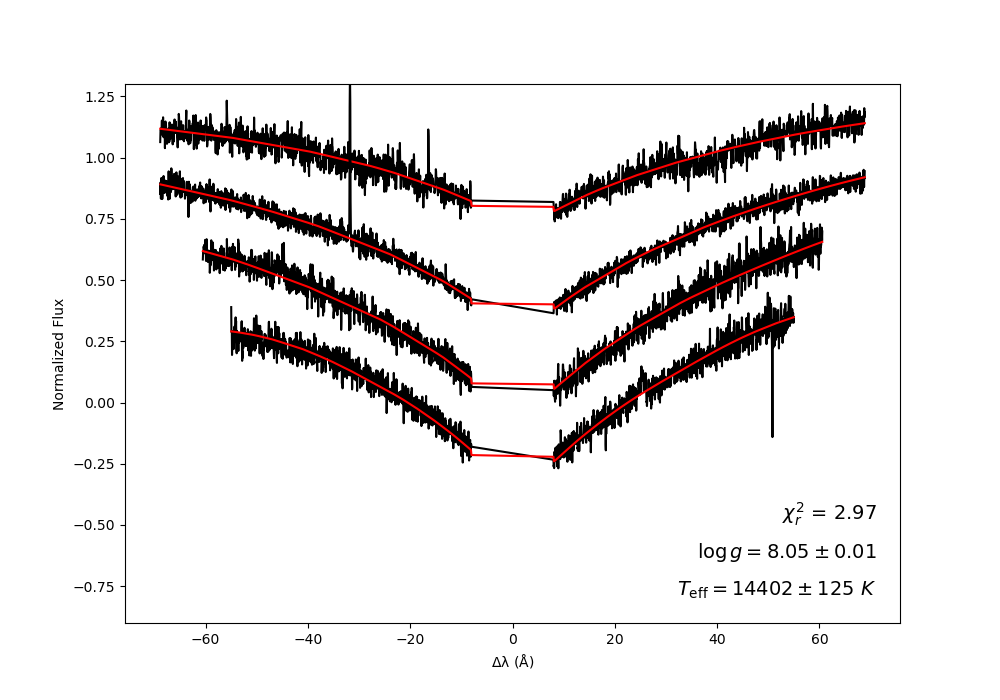 1.25
1.00
0.75
0.50
0.25
0.00
−0.25
−0.50
−0.75
Normalized Flux
χ²ᵣ = 2.97
log g = 8.05 ± 0.01
T_eff = 14402 ± 125 K
−60 −40 −20 0 20 40 60
Δλ (Å)